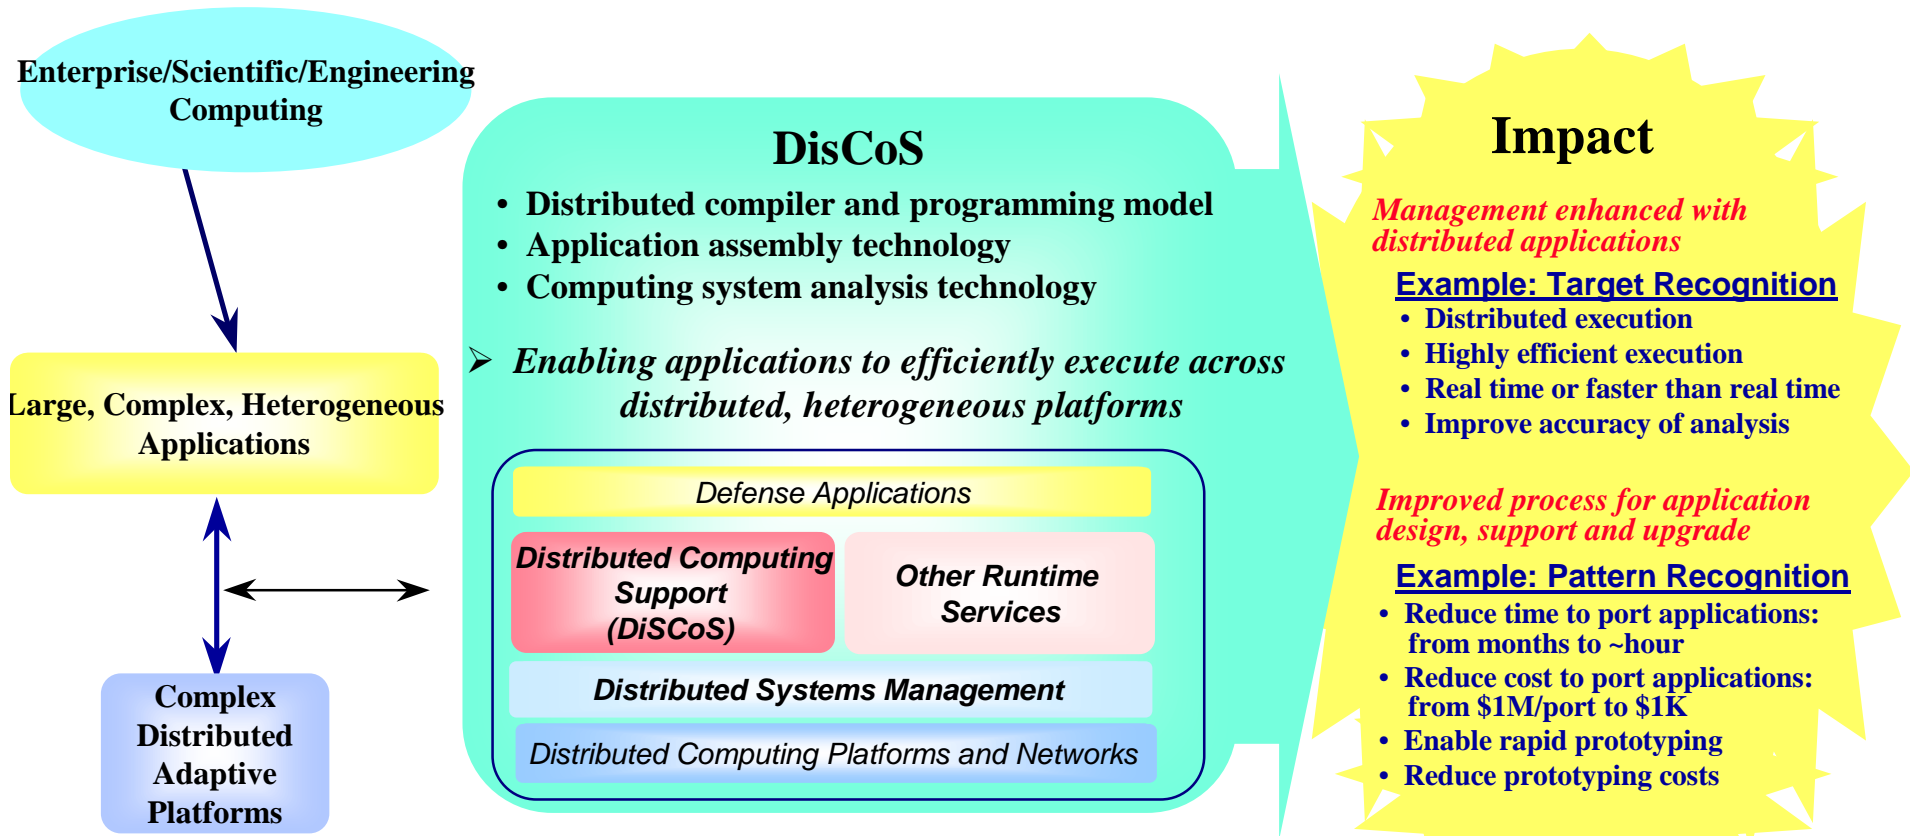 Enterprise/Scientific/Engineering
Computing
Large, Complex, Heterogeneous
Applications
Complex
Distributed
Adaptive
Platforms
DisCoS
• Distributed compiler and programming model
• Application assembly technology
• Computing system analysis technology
➢ Enabling applications to efficiently execute across
distributed, heterogeneous platforms
Defense Applications
Distributed Computing
Support
(DiSCoS)
Other Runtime
Services
Distributed Systems Management
Distributed Computing Platforms and Networks
Impact
Management enhanced with
distributed applications
Example: Target Recognition
• Distributed execution
• Highly efficient execution
• Real time or faster than real time
• Improve accuracy of analysis
Improved process for application
design, support and upgrade
Example: Pattern Recognition
• Reduce time to port applications:
from months to ~hour
• Reduce cost to port applications:
from $1M/port to $1K
• Enable rapid prototyping
• Reduce prototyping costs